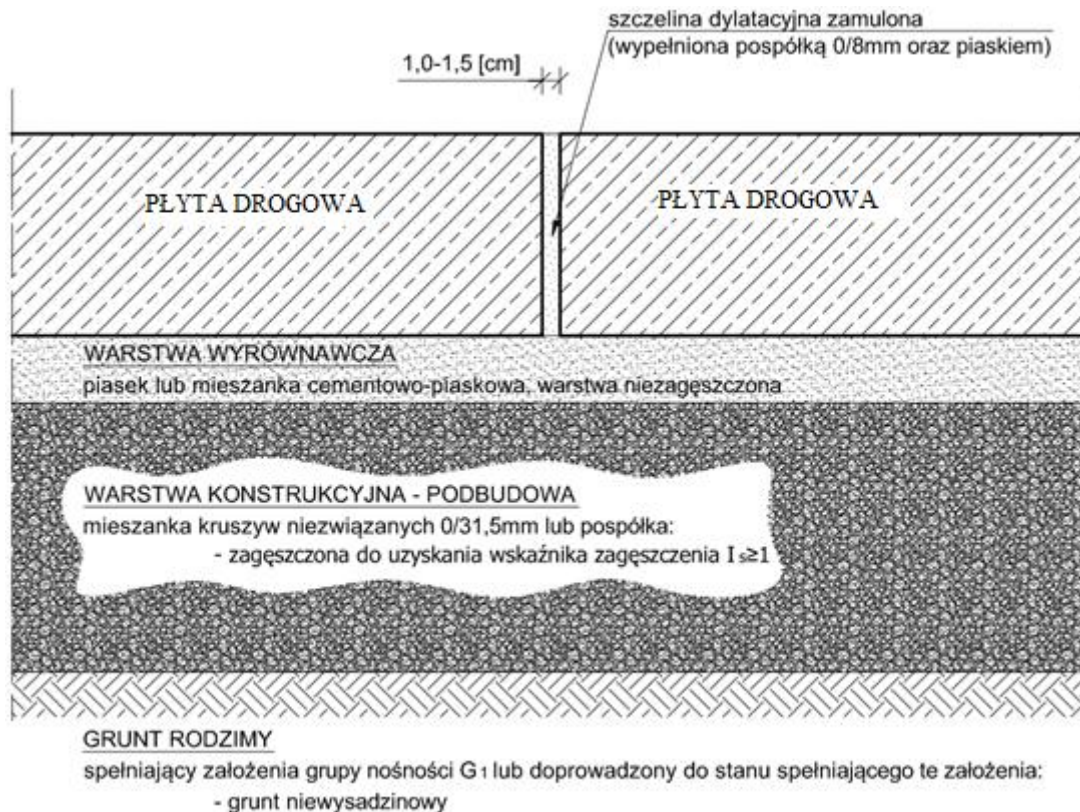 szczelina dylatacyjna zamulona
(wypełniona pospółką 0/8mm oraz piaskiem)
1,0-1,5 [cm]
PŁYTA DROGOWA
PŁYTA DROGOWA
WARSTWA WYRÓWNAWCZA
piasek lub mieszanka cementowo-piaskowa, warstwa niezagęszczona
WARSTWA KONSTRUKCYJNA - PODBUDOWA
mieszanka kruszyw niezwiązanych 0/31,5mm lub pospółka:
- zagęszczona do uzyskania wskaźnika zagęszczenia I s≥1
GRUNT RODZIMY
spełniający założenia grupy nośności G1 lub doprowadzony do stanu spełniającego te założenia:
- grunt niewysadzinowy